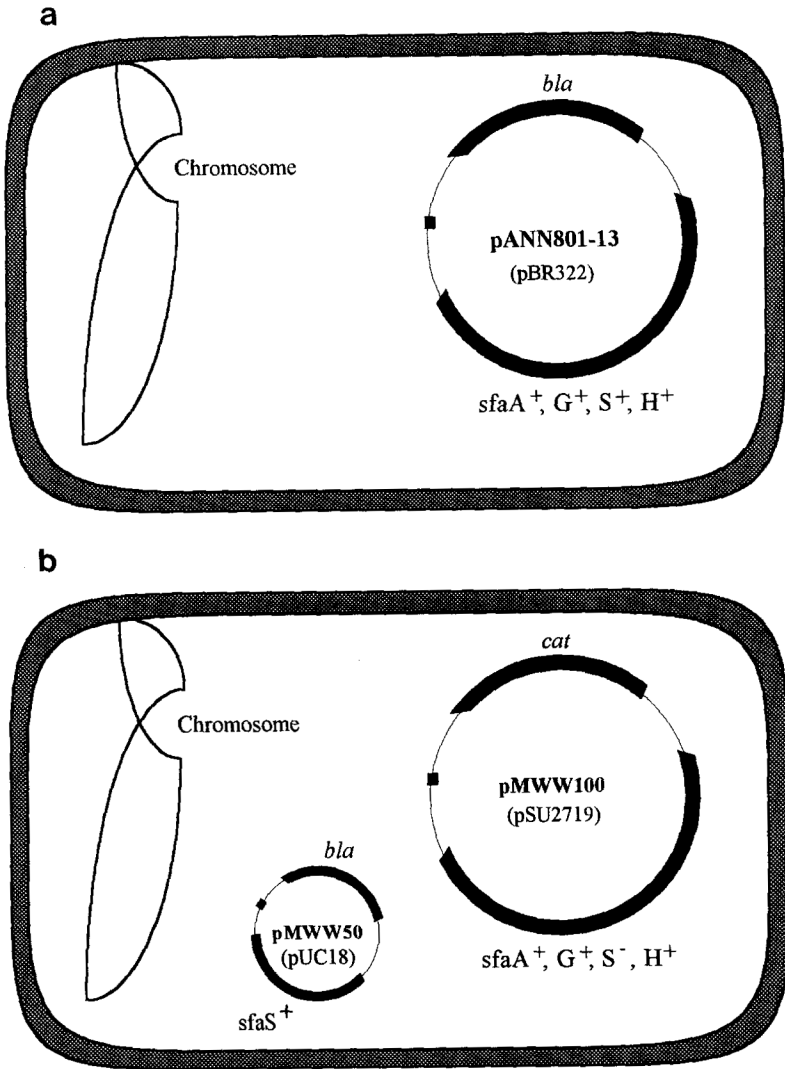 a
bla
Chromosome
pANN801-13
(pBR322)
sfaA⁺, G⁺, S⁺, H⁺
b
cat
Chromosome
pMWW100
(pSU2719)
bla
pMWW50
(pUC18)
sfaA⁺, G⁺, S⁻, H⁺
sfaS⁺